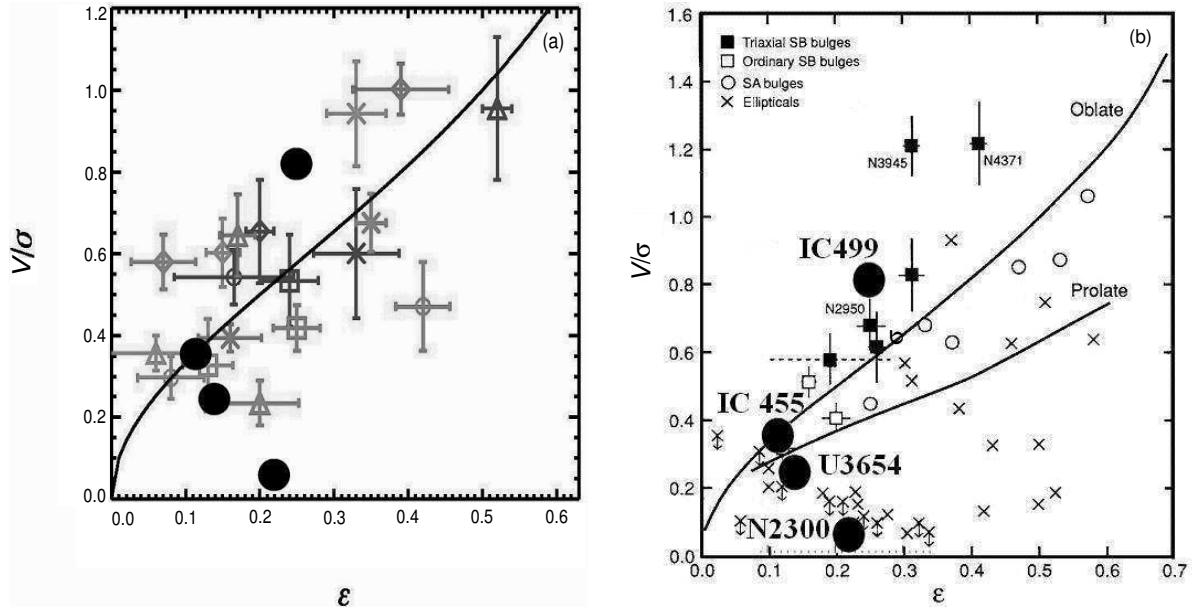 1.2
1.0
0.8
0.6
0.4
0.2
0.0
V/σ
(a)
0.0 0.1 0.2 0.3 0.4 0.5 0.6
ε
1.6
1.4
1.2
1.0
0.8
0.6
0.4
0.2
0.0
V/σ
(b)
Triaxial SB bulges
Ordinary SB bulges
SA bulges
Ellipticals
Oblate
N3945
N4371
IC499
Prolate
N2950
IC 455
U3654
N2300
0.0 0.1 0.2 0.3 0.4 0.5 0.6 0.7
ε